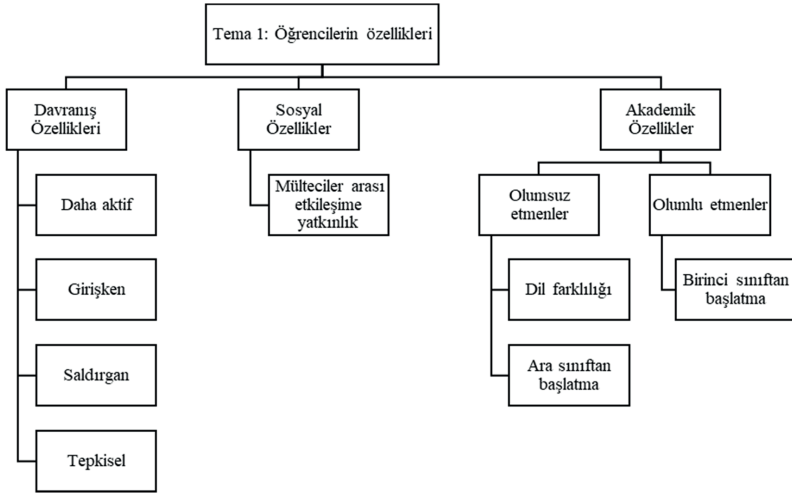 Tema 1: Öğrencilerin özellikleri
Davranış
Özellikleri
Sosyal
Özellikler
Akademik
Özellikler
Daha aktif
Girişken
Saldırgan
Tepkisel
Mülteciler arası
etkileşime
yatkınlık
Olumsuz
etmenler
Olumlu etmenler
Dil farklılığı
Ara sınıftan
başlatma
Birinci sınıftan
başlatma